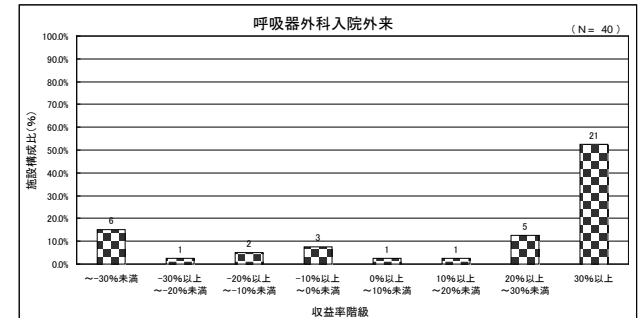 呼吸器外科入院外来
(N= 40)
施設構成比(%)
100.0%
90.0%
80.0%
70.0%
60.0%
50.0%
40.0%
30.0%
20.0%
10.0%
0.0%
6
1
2
3
1
1
5
21
～-30%未満
-30%以上
～-20%未満
-20%以上
～-10%未満
-10%以上
～0%未満
0%以上
～10%未満
10%以上
～20%未満
20%以上
～30%未満
30%以上
収益率階級